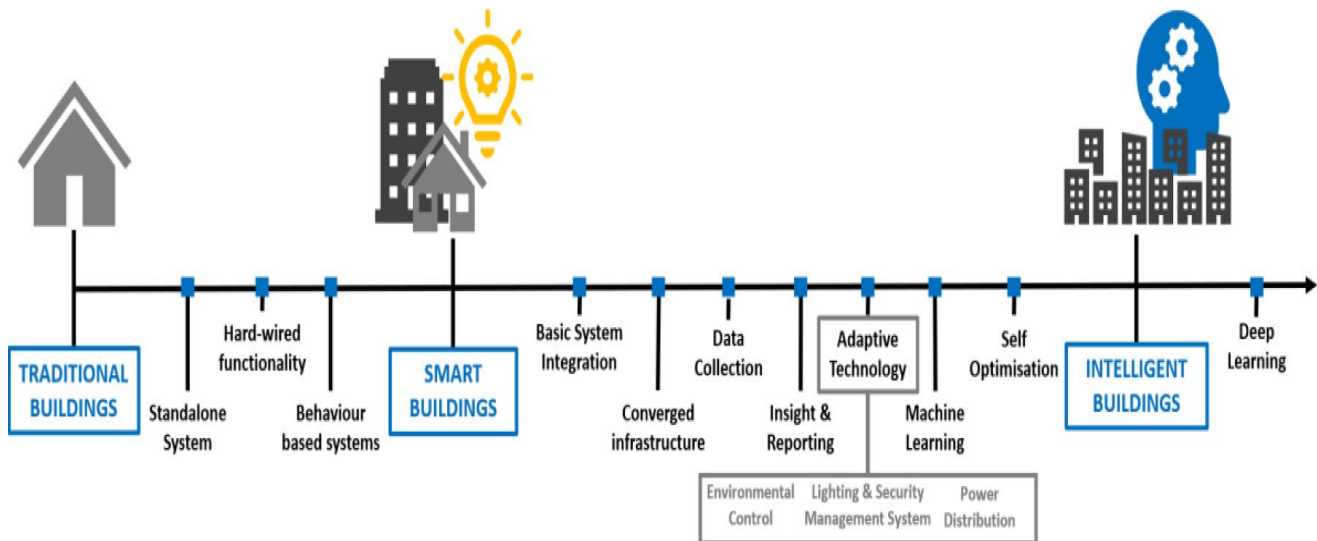 TRADITIONAL
BUILDINGS
Standalone
System
Hard-wired
functionality
Behaviour
based systems
SMART
BUILDINGS
Basic System
Integration
Converged
infrastructure
Data
Collection
Insight &
Reporting
Adaptive
Technology
Environmental
Control
Lighting & Security
Management System
Power
Distribution
Machine
Learning
Self
Optimisation
INTELLIGENT
BUILDINGS
Deep
Learning